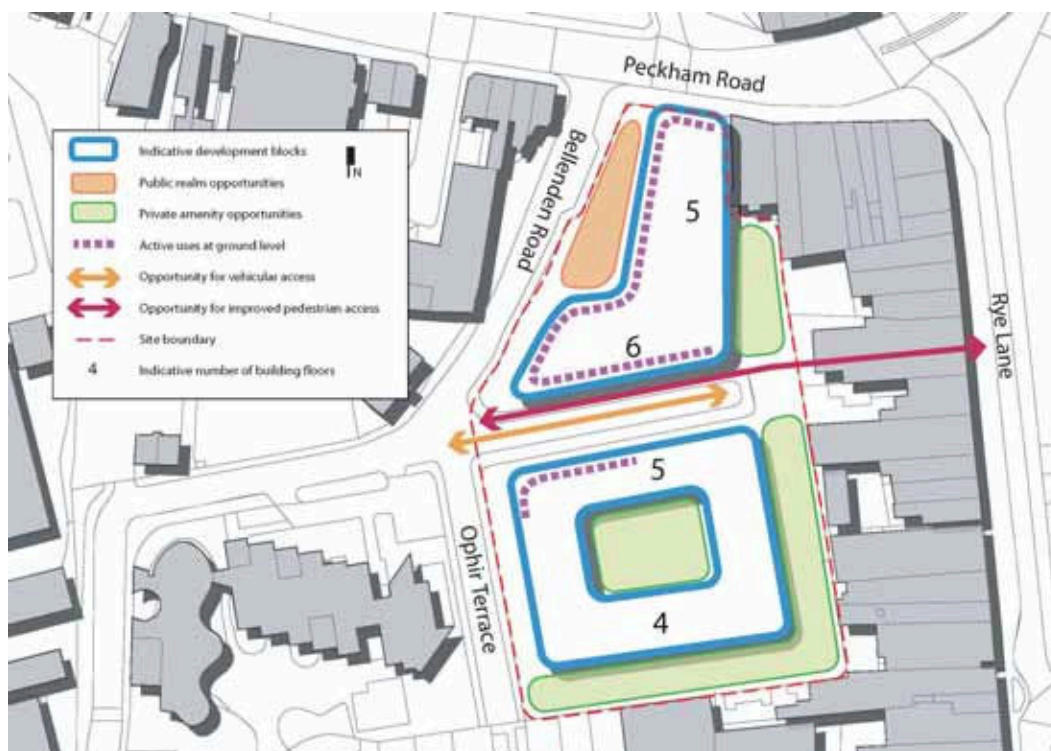 Peckham Road
Bellenden Road
Indicative development blocks
N
Public realm opportunities
Private amenity opportunities
Active uses at ground level
Opportunity for vehicular access
Opportunity for improved pedestrian access
Site boundary
4 Indicative number of building floors
5
6
Rye Lane
5
Ophir Terrace
4